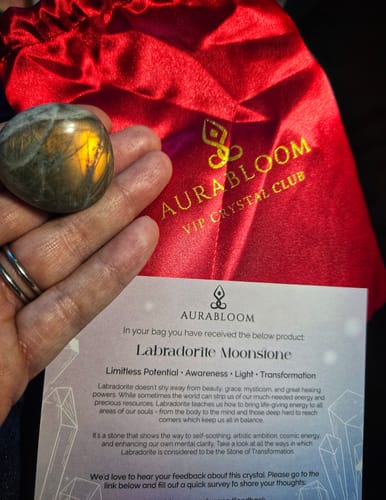 AURABLOOM
VIP CRYSTAL CLUB
AURABLOOM
In your bag you have received the below product:
Labradorite Moonstone
Limitless Potential • Awareness • Light • Transformation
Labradorite doesn't shy away from beauty, grace, mysticism, and great healing
powers. While sometimes the world can strip us of our much-needed energy and
precious resources, Labradorite teaches us how to bring life-giving energy to all
areas of our souls - from the body to the mind and those deep hard to reach
corners which keep us all in balance.
It's a stone that shows the way to self-soothing, artistic ambition, cosmic energy,
and enhancing our own mental clarity. Take a look at all the ways in which
Labradorite is considered to be the Stone of Transformation.
We'd love to hear your feedback about this crystal. Please go to the
link below and fill out a quick survey to share your thoughts: